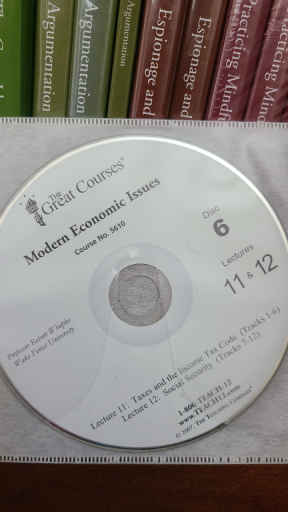 Argumentation
Argumentation
Argumentation
Espionage and
Espionage and
Practicing Mindf
Practicing Mind
The
Great Courses®
Modern Economic Issues
Course No. 5610
Disc
6
Lectures
11 & 12
Professor Robert Whaples
Wake Forest University
Lecture 11: Taxes and the Income Tax Code (Tracks 1-6)
Lecture 12: Social Security (Tracks 7-12)
1-800-TEACH-12
www.TEACH12.com
© 2007, THE TEACHING COMPANY®